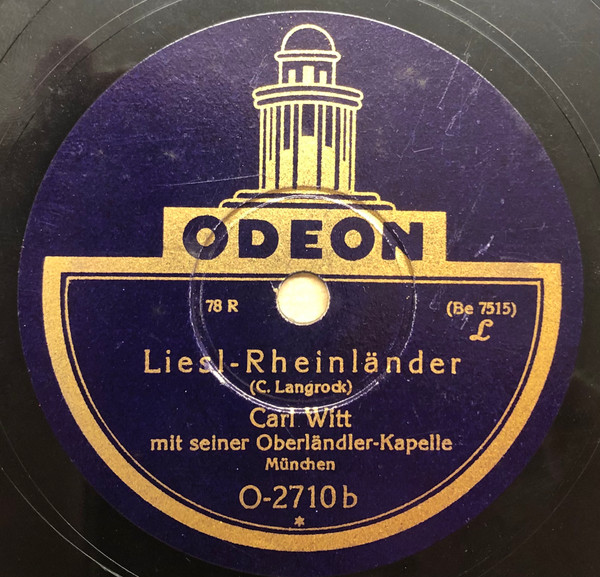 ODEON
78 R
(Be 7515)
L
Liesl-Rheinländer
(C. Langrock)
Carl Witt
mit seiner Oberländler-Kapelle
München
O-2710 b